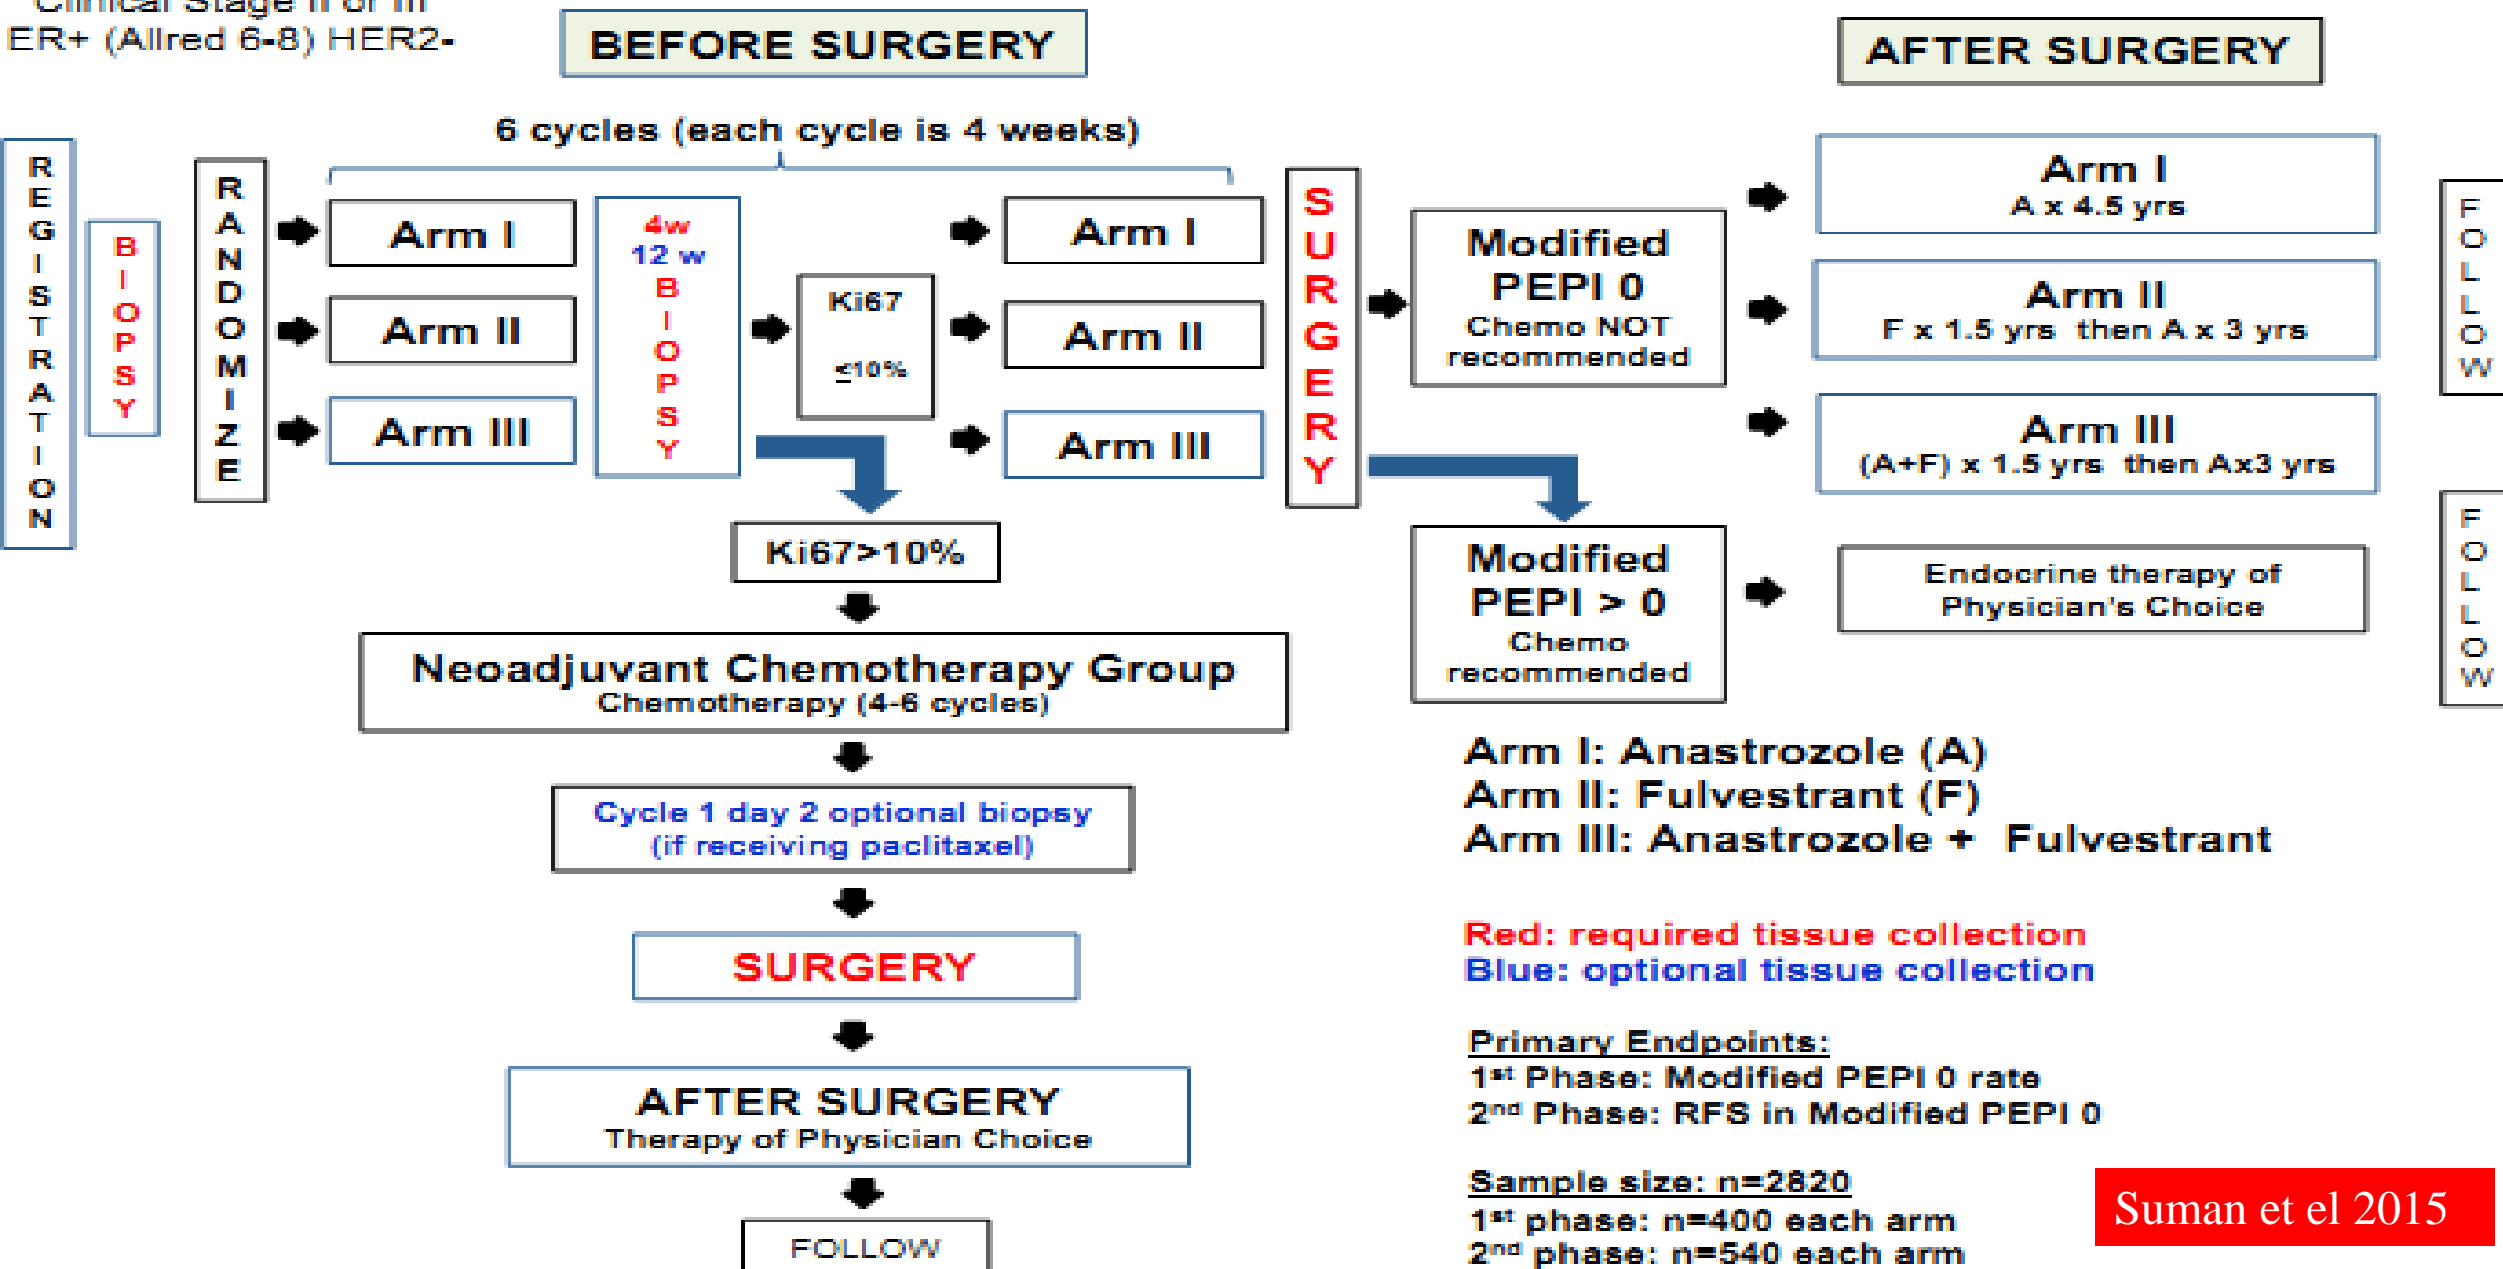 Clinical Stage II or III
ER+ (Allred 6-8) HER2-
BEFORE SURGERY
AFTER SURGERY
6 cycles (each cycle is 4 weeks)
REGISTRATION
BIOPSY
RANDOMIZE
Arm I
Arm II
Arm III
4w
12 w
BIOPSY
Ki67
≤10%
Arm I
Arm II
Arm III
SURGERY
Modified
PEPI 0
Chemo NOT
recommended
Arm I
A x 4.5 yrs
Arm II
F x 1.5 yrs then A x 3 yrs
Arm III
(A+F) x 1.5 yrs then Ax3 yrs
FOLLOW
Ki67>10%
Modified
PEPI > 0
Chemo
recommended
Endocrine therapy of
Physician's Choice
FOLLOW
Neoadjuvant Chemotherapy Group
Chemotherapy (4-6 cycles)
Cycle 1 day 2 optional biopsy
(if receiving paclitaxel)
SURGERY
AFTER SURGERY
Therapy of Physician Choice
FOLLOW
Arm I: Anastrozole (A)
Arm II: Fulvestrant (F)
Arm III: Anastrozole + Fulvestrant
Red: required tissue collection
Blue: optional tissue collection
Primary Endpoints:
1st Phase: Modified PEPI 0 rate
2nd Phase: RFS in Modified PEPI 0
Sample size: n=2820
1st phase: n=400 each arm
2nd phase: n=540 each arm
Suman et el 2015